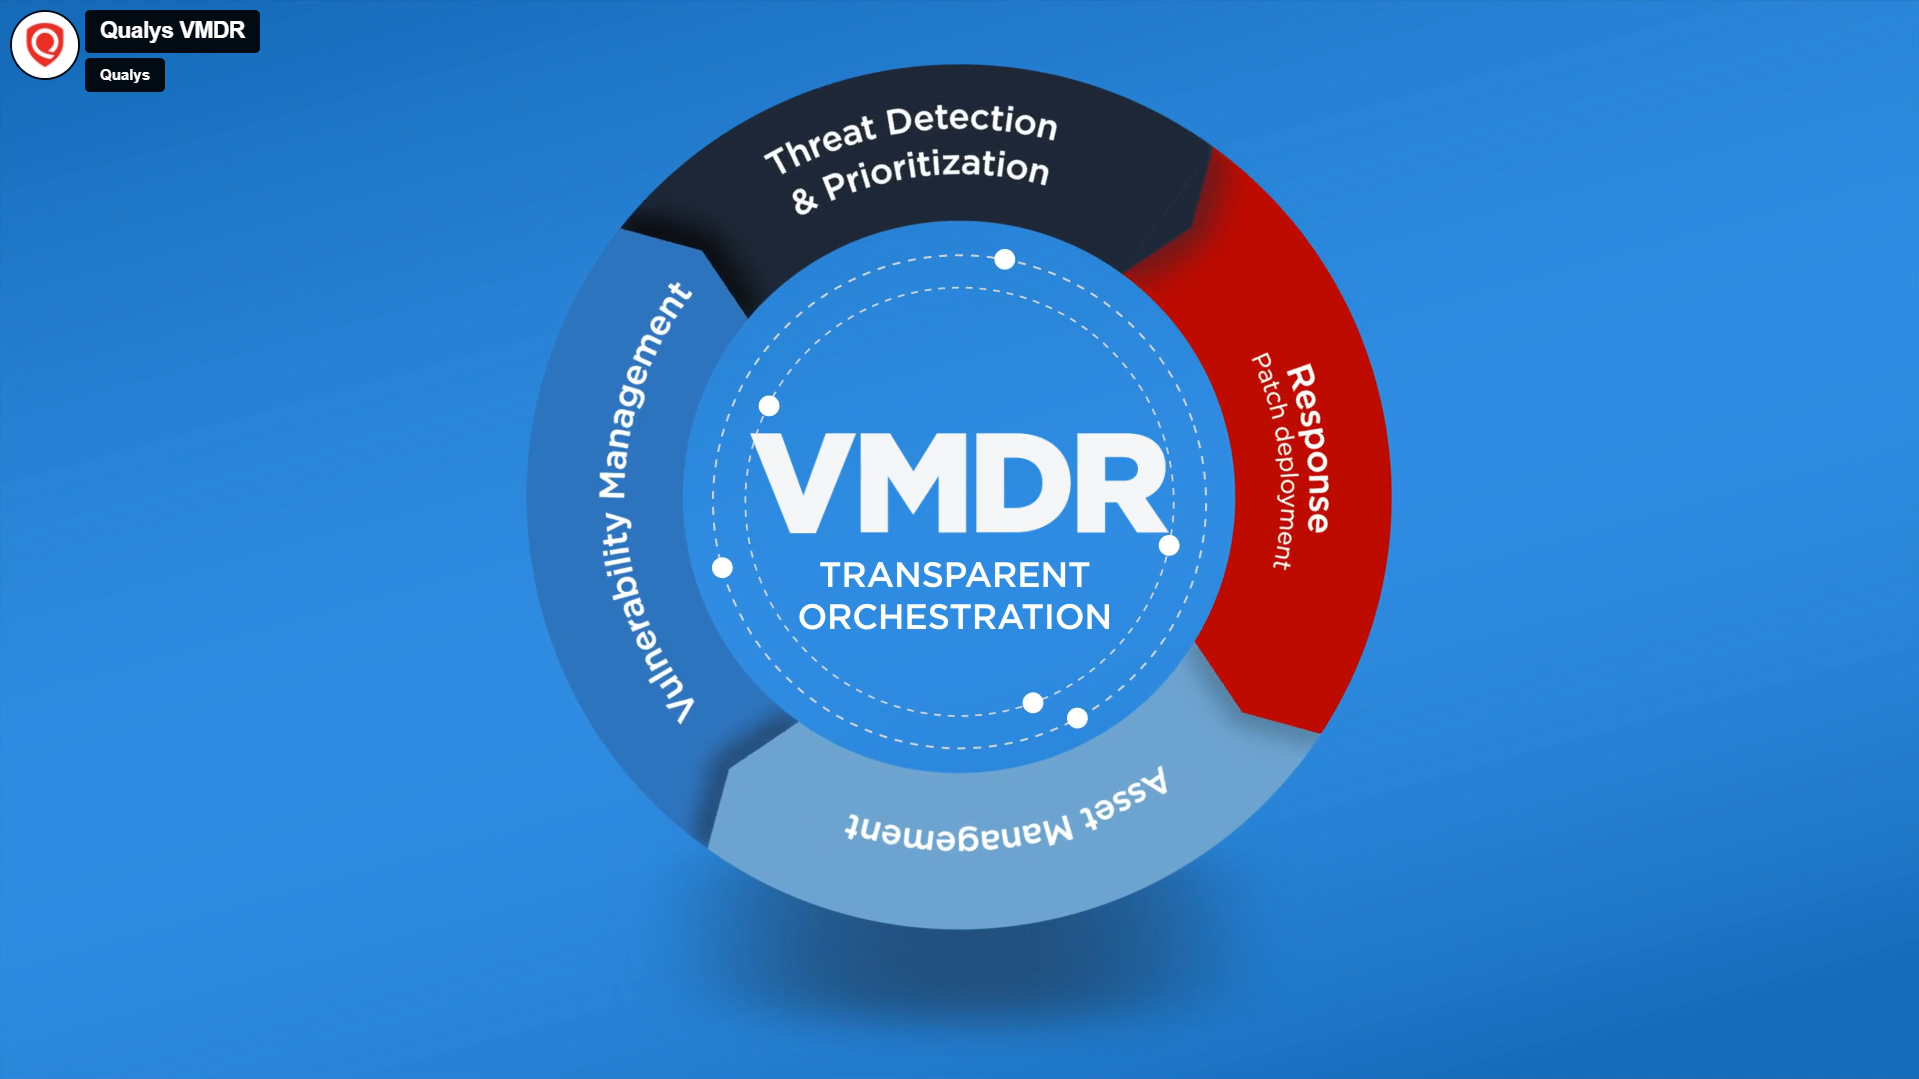 Qualys VMDR
Qualys
Threat Detection
& Prioritization
Response
Patch deployment
Asset Management
Vulnerability Management
VMDR
TRANSPARENT
ORCHESTRATION